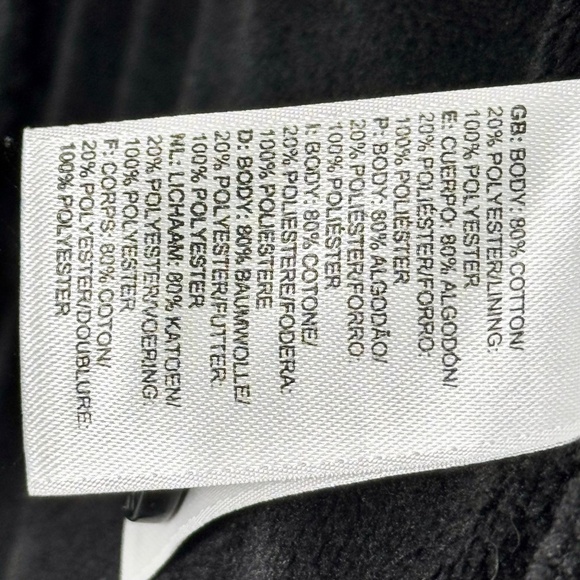 GB: BODY: 80% COTTON/
20% POLYESTER/LINING:
100% POLYESTER
E: CUERPO: 80% ALGODÓN/
20% POLIÉSTER/FORRO:
100% POLIÉSTER
P: BODY: 80% ALGODÃO/
20% POLIÉSTER/FORRO:
100% POLIÉSTER
I: BODY: 80% COTONE/
20% POLIESTERE/FODERA:
100% POLIESTERE
D: BODY: 80% BAUMWOLLE/
20% POLYESTER/FUTTER:
100% POLYESTER
NL: LICHAAM: 80% KATOEN/
20% POLYESTER/VOERING:
100% POLYESTER
F: CORPS: 80% COTON/
20% POLYESTER/DOUBLURE:
100% POLYESTER